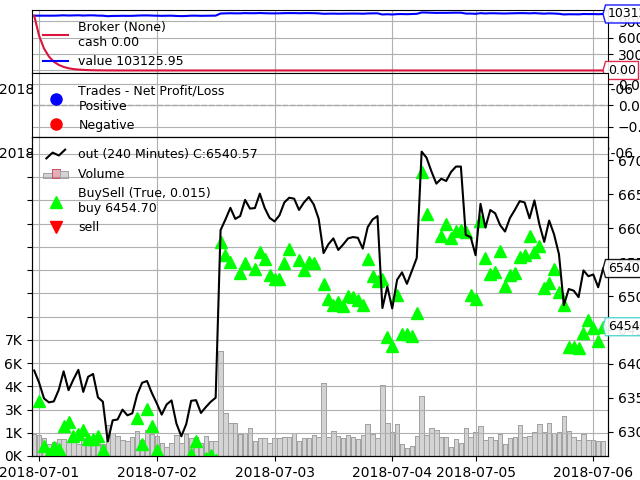 Broker (None)
cash 0.00
value 103125.95
1031
600
300
0.00
2018
-06
Trades - Net Profit/Loss
Positive
Negative
0.0
2018
-06
out (240 Minutes) C:6540.57
Volume
BuySell (True, 0.015)
buy 6454.70
sell
670
665
660
6540
650
6454
640
635
630
7K
6K
4K
3K
1K
0K
2018-07-01
2018-07-02
2018-07-03
2018-07-04
2018-07-05
2018-07-06